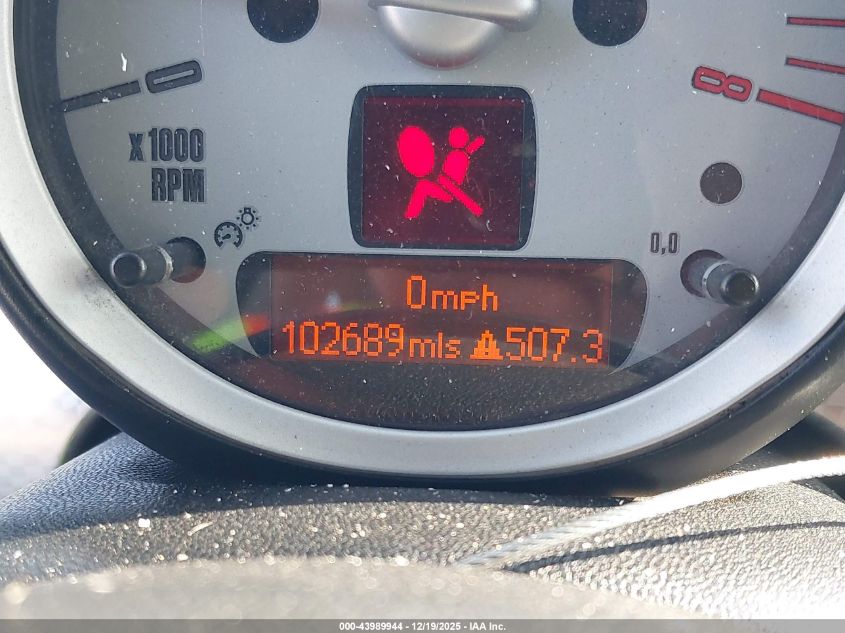 0
8
x1000
RPM
0,0
0mph
102689mls 507.3
000-43989944 - 12/19/2025 - IAA Inc.